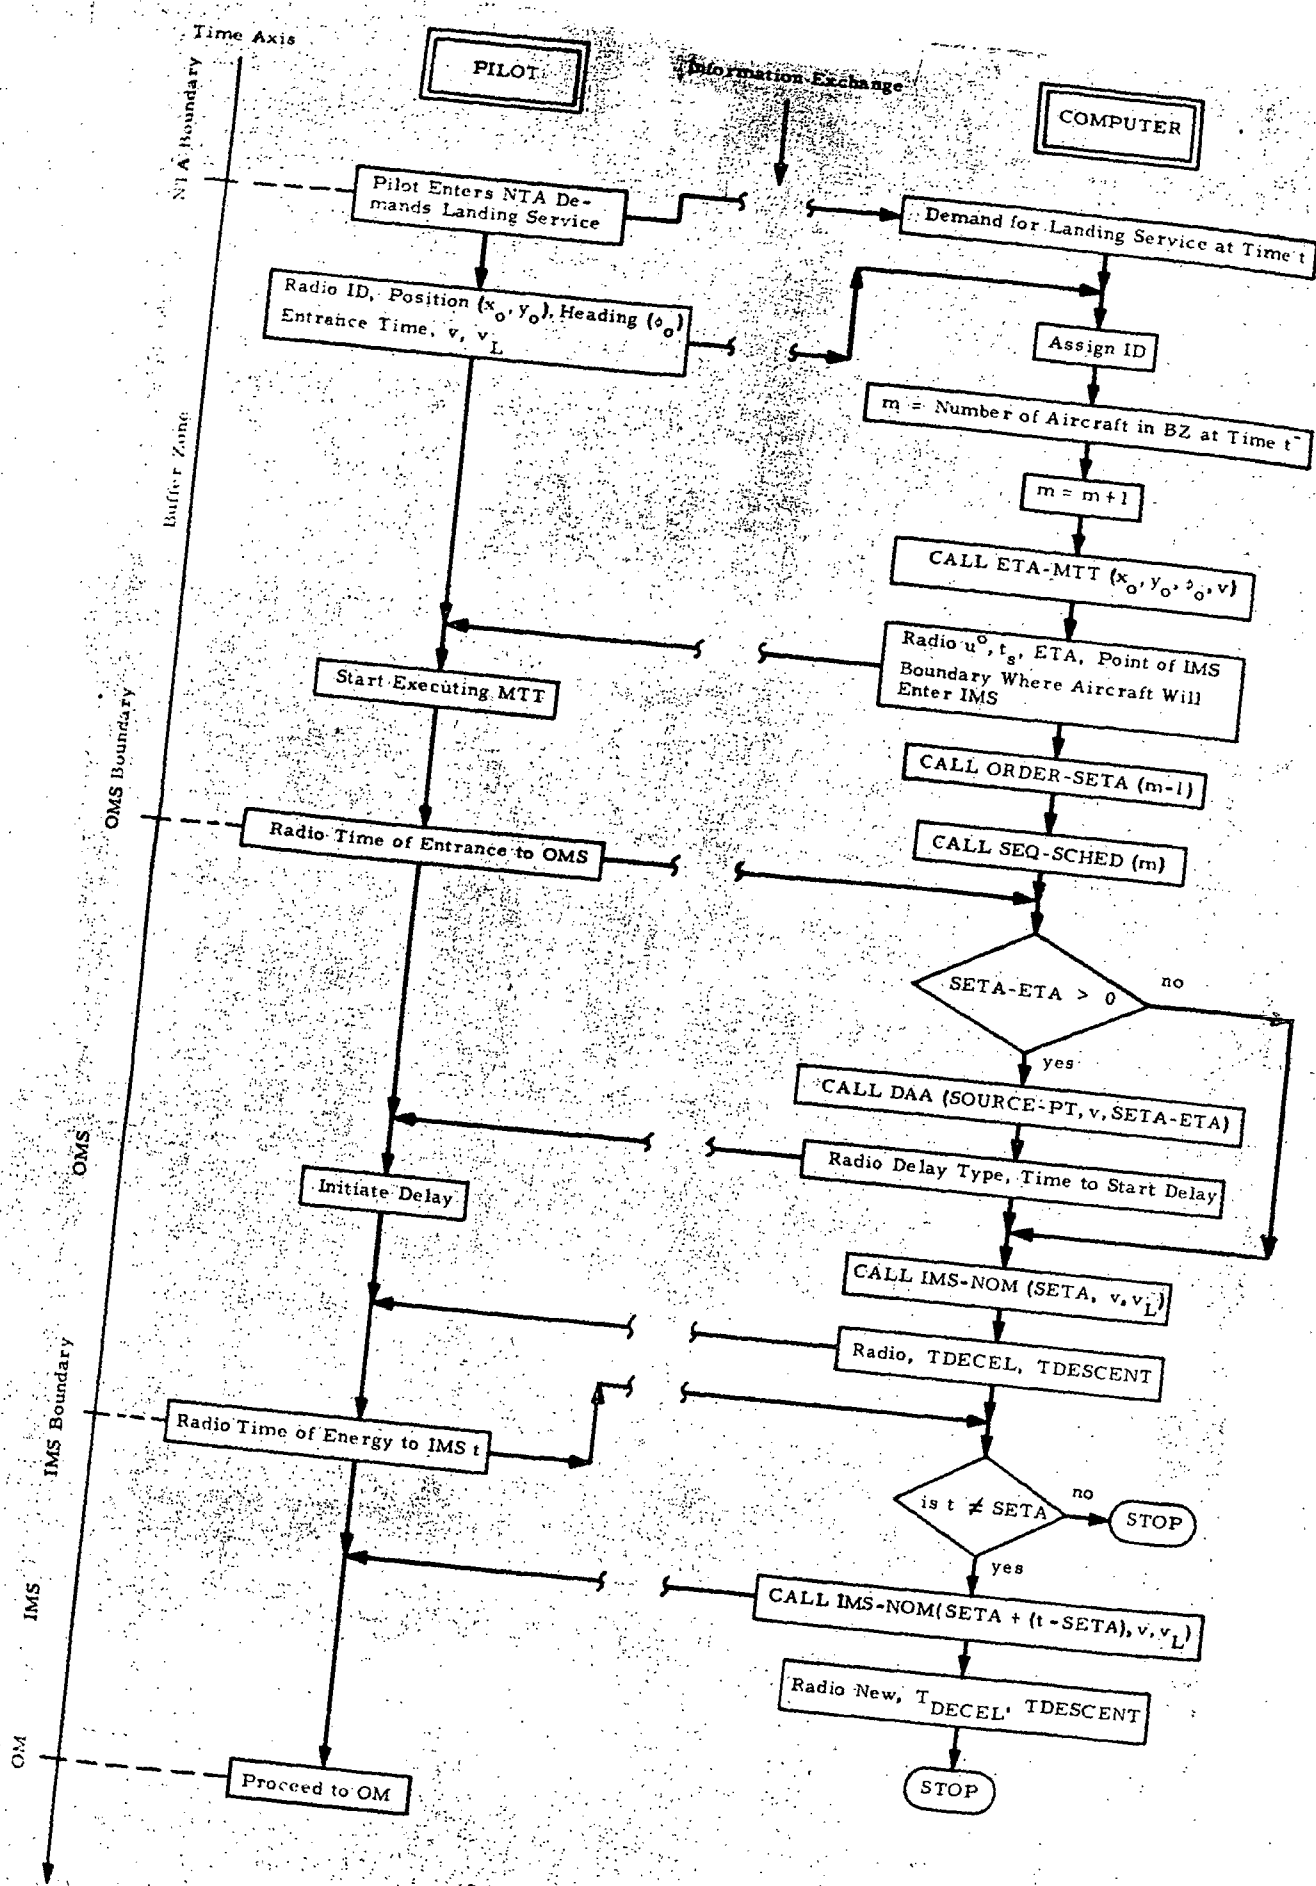 Time Axis
PILOT
Information Exchange
COMPUTER
NTA Boundary
Pilot Enters NTA De-
mands Landing Service
Demand for Landing Service at Time t
Radio ID, Position (x_o, y_o), Heading (φ_o)
Entrance Time, v, v_L
Assign ID
m = Number of Aircraft in BZ at Time t^-
m = m+1
Buffer Zone
CALL ETA-MTT (x_o, y_o, φ_o, v)
Radio u^o, t_s, ETA, Point of IMS
Boundary Where Aircraft Will
Enter IMS
Start Executing MTT
CALL ORDER-SETA (m-1)
OMS Boundary
Radio Time of Entrance to OMS
CALL SEQ-SCHED (m)
SETA-ETA > 0
no
yes
CALL DAA (SOURCE-PT, v, SETA-ETA)
OMS
Radio Delay Type, Time to Start Delay
Initiate Delay
CALL IMS-NOM (SETA, v, v_L)
Radio, TDECEL, TDESCENT
IMS Boundary
Radio Time of Energy to IMS t
is t ≠ SETA
no
STOP
yes
IMS
CALL IMS-NOM(SETA + (t-SETA), v, v_L)
Radio New, T_DECEL, TDESCENT
OM
Proceed to OM
STOP